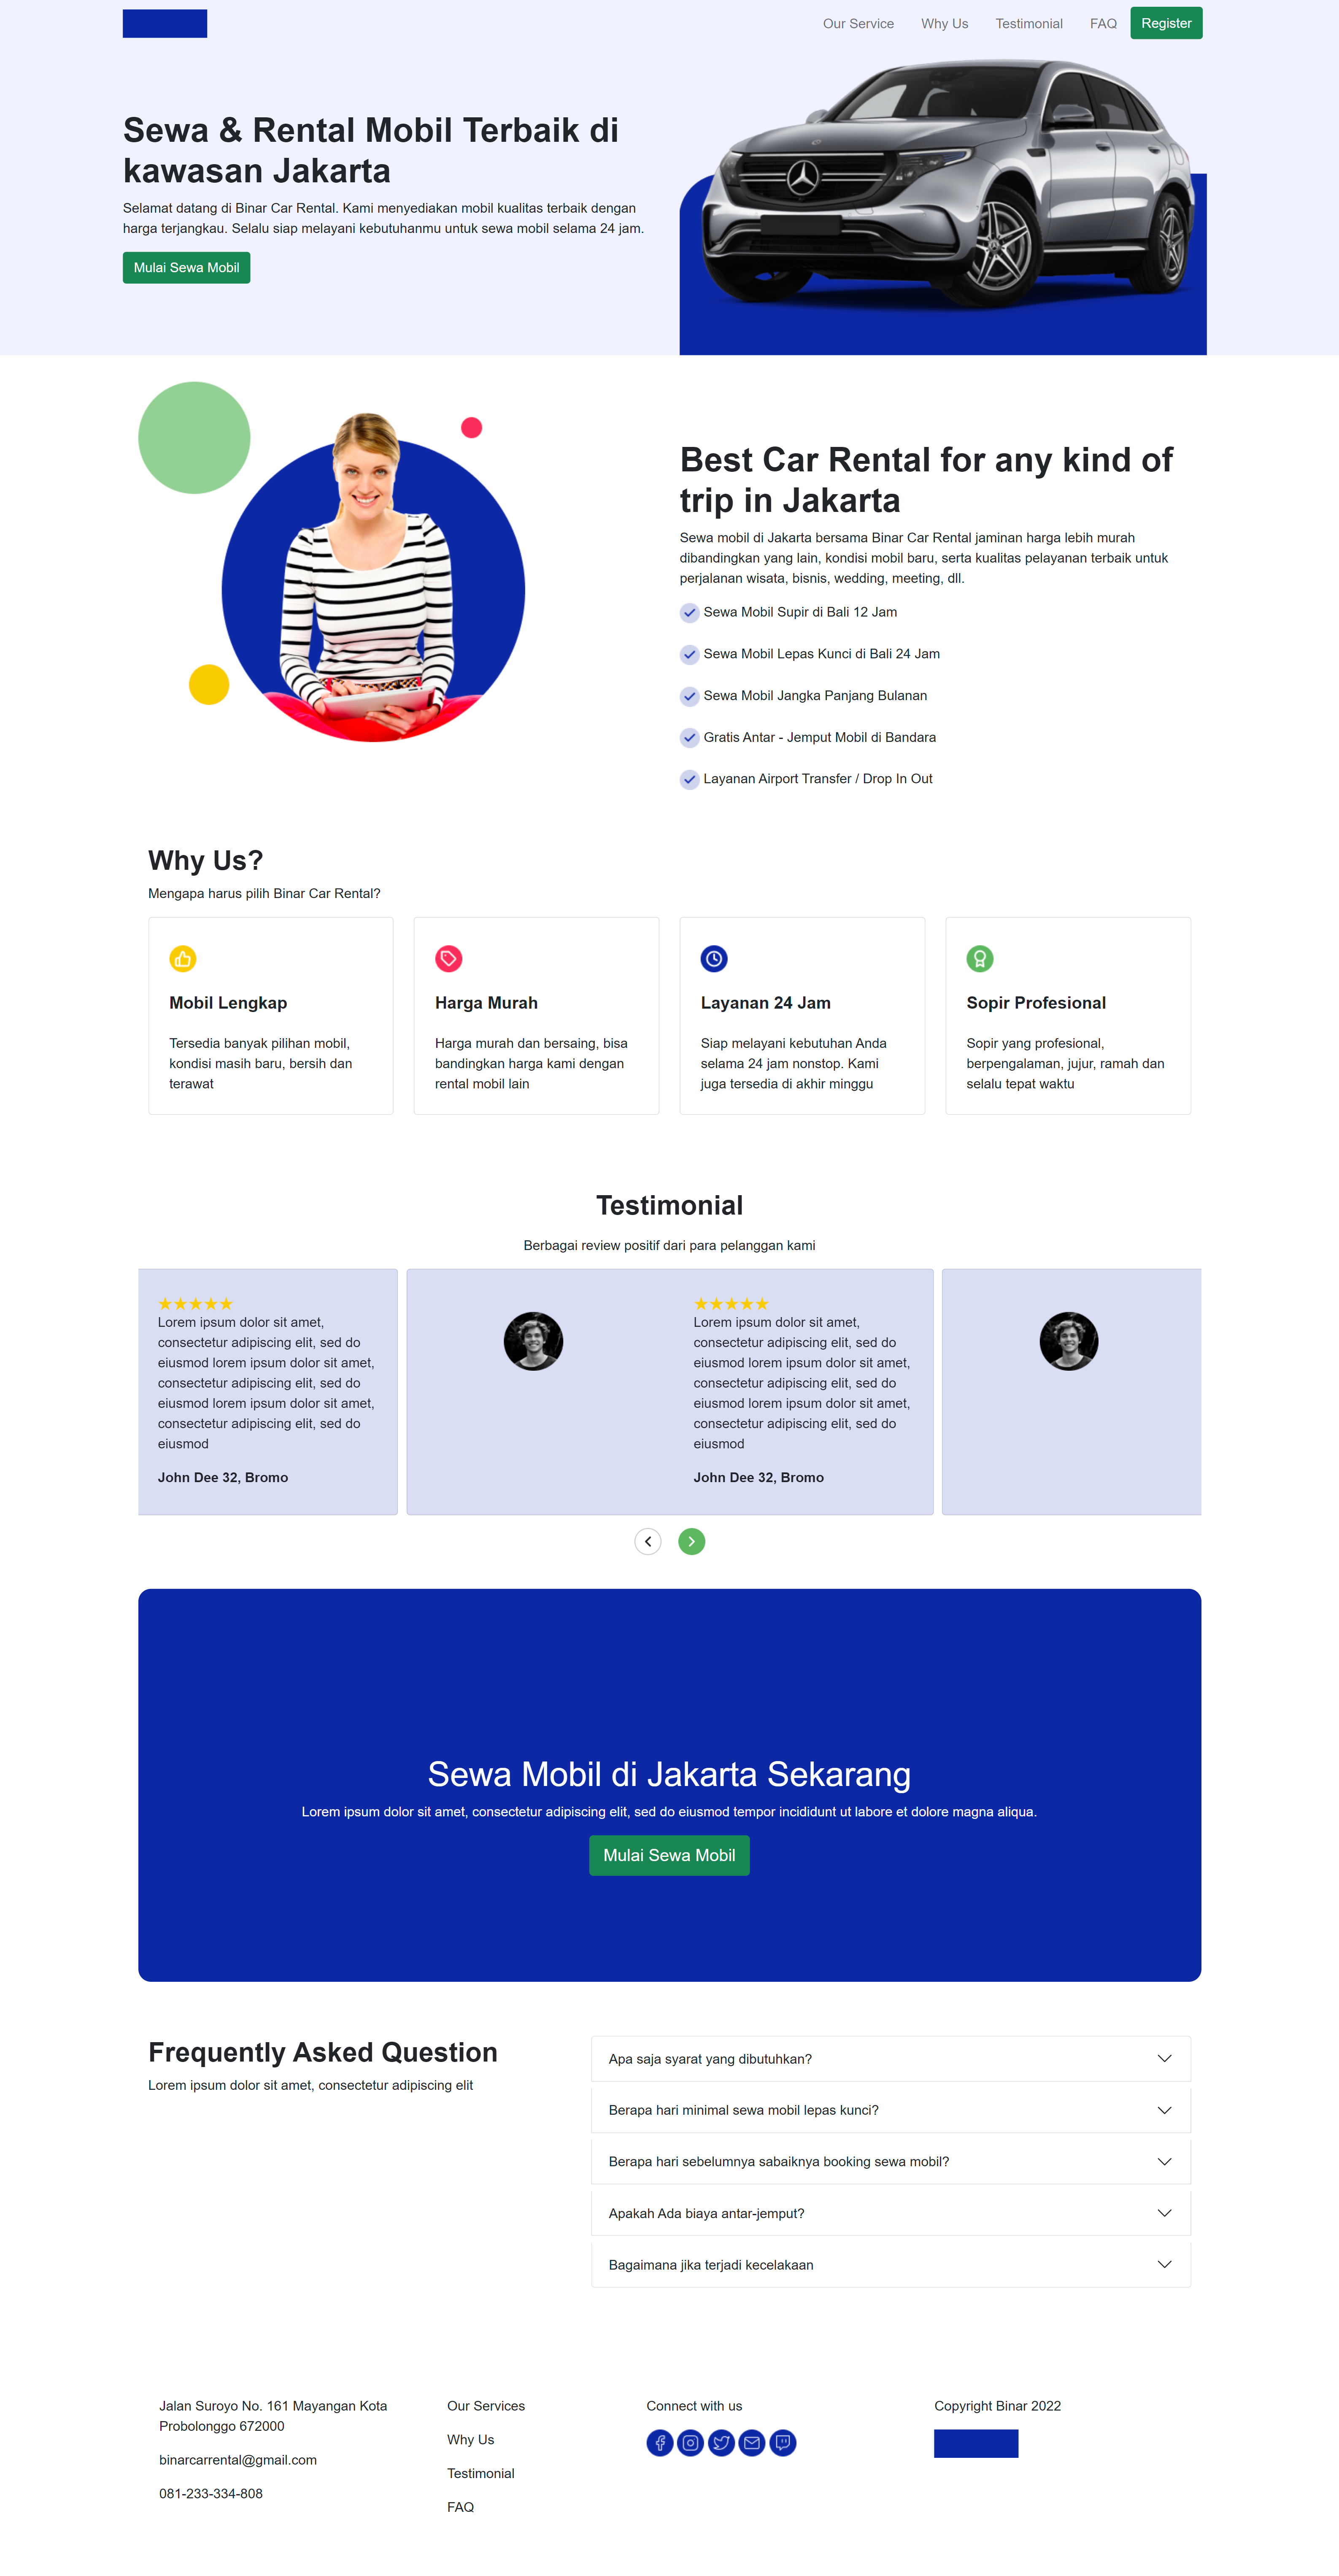 Our Service
Why Us
Testimonial
FAQ
Register
Sewa & Rental Mobil Terbaik di
kawasan Jakarta
Selamat datang di Binar Car Rental. Kami menyediakan mobil kualitas terbaik dengan
harga terjangkau. Selalu siap melayani kebutuhanmu untuk sewa mobil selama 24 jam.
Mulai Sewa Mobil
Best Car Rental for any kind of
trip in Jakarta
Sewa mobil di Jakarta bersama Binar Car Rental jaminan harga lebih murah
dibandingkan yang lain, kondisi mobil baru, serta kualitas pelayanan terbaik untuk
perjalanan wisata, bisnis, wedding, meeting, dll.
Sewa Mobil Supir di Bali 12 Jam
Sewa Mobil Lepas Kunci di Bali 24 Jam
Sewa Mobil Jangka Panjang Bulanan
Gratis Antar - Jemput Mobil di Bandara
Layanan Airport Transfer / Drop In Out
Why Us?
Mengapa harus pilih Binar Car Rental?
Mobil Lengkap
Tersedia banyak pilihan mobil,
kondisi masih baru, bersih dan
terawat
Harga Murah
Harga murah dan bersaing, bisa
bandingkan harga kami dengan
rental mobil lain
Layanan 24 Jam
Siap melayani kebutuhan Anda
selama 24 jam nonstop. Kami
juga tersedia di akhir minggu
Sopir Profesional
Sopir yang profesional,
berpengalaman, jujur, ramah dan
selalu tepat waktu
Testimonial
Berbagai review positif dari para pelanggan kami
Lorem ipsum dolor sit amet,
consectetur adipiscing elit, sed do
eiusmod lorem ipsum dolor sit amet,
consectetur adipiscing elit, sed do
eiusmod lorem ipsum dolor sit amet,
consectetur adipiscing elit, sed do
eiusmod
John Dee 32, Bromo
Lorem ipsum dolor sit amet,
consectetur adipiscing elit, sed do
eiusmod lorem ipsum dolor sit amet,
consectetur adipiscing elit, sed do
eiusmod lorem ipsum dolor sit amet,
consectetur adipiscing elit, sed do
eiusmod
John Dee 32, Bromo
Sewa Mobil di Jakarta Sekarang
Lorem ipsum dolor sit amet, consectetur adipiscing elit, sed do eiusmod tempor incididunt ut labore et dolore magna aliqua.
Mulai Sewa Mobil
Frequently Asked Question
Lorem ipsum dolor sit amet, consectetur adipiscing elit
Apa saja syarat yang dibutuhkan?
Berapa hari minimal sewa mobil lepas kunci?
Berapa hari sebelumnya sabaiknya booking sewa mobil?
Apakah Ada biaya antar-jemput?
Bagaimana jika terjadi kecelakaan
Jalan Suroyo No. 161 Mayangan Kota
Probolonggo 672000
binarcarrental@gmail.com
081-233-334-808
Our Services
Why Us
Testimonial
FAQ
Connect with us
Copyright Binar 2022